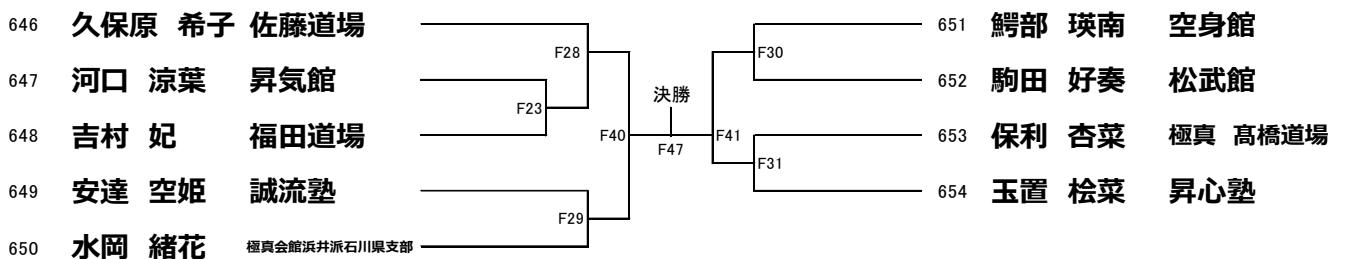 646 久保原 希子 佐藤道場
647 河口 涼葉 昇気館
648 吉村 妃 福田道場
649 安達 空姫 誠流塾
650 水岡 緒花 極真会館浜井派石川県支部
F28
F23
F40
F29
決勝
F47
F30
F41
F31
651 鰐部 瑛南 空身館
652 駒田 好奏 松武館
653 保利 杏菜 極真 髙橋道場
654 玉置 桧菜 昇心塾